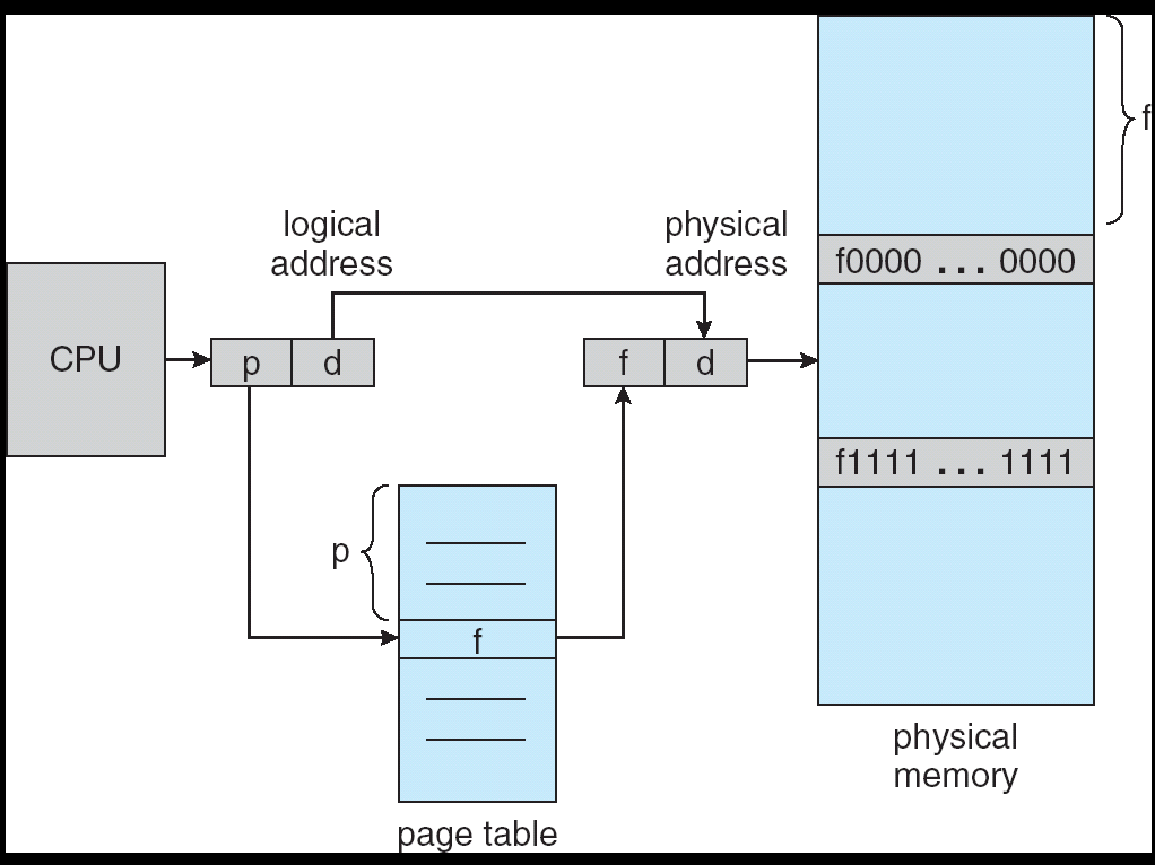 f
logical
address
physical
address
f0000 ... 0000
CPU
p
d
f
d
f1111 ... 1111
p
f
physical
memory
page table